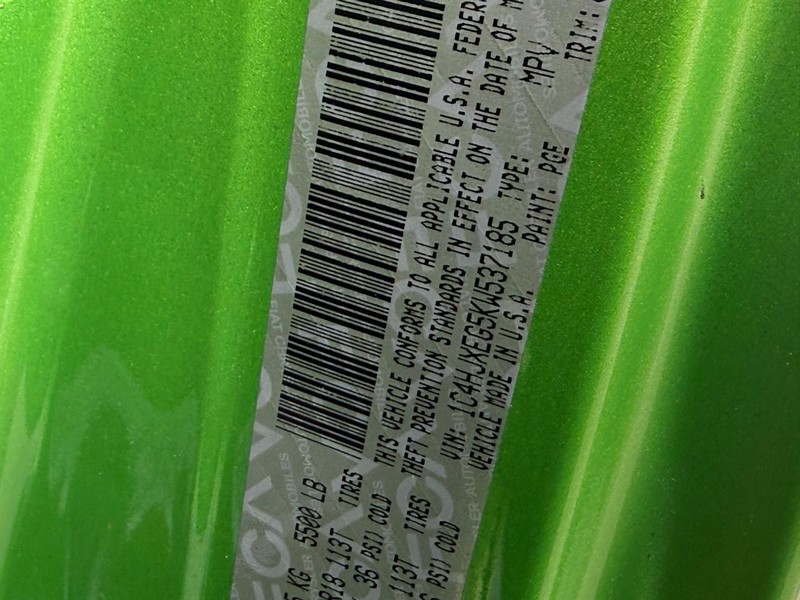 KG 5500 LB
R18 113T TIRES
36 PSI) COLD
113T TIRES
PSI) COLD
THIS VEHICLE CONFORMS TO ALL APPLICABLE U.S.A. FEDER
THEFT PREVENTION STANDARDS IN EFFECT ON THE DATE OF M
VIN: 1C4HJXEG5KW537185 TYPE: MPV
VEHICLE MADE IN U.S.A. PAINT: PGE TRIM: